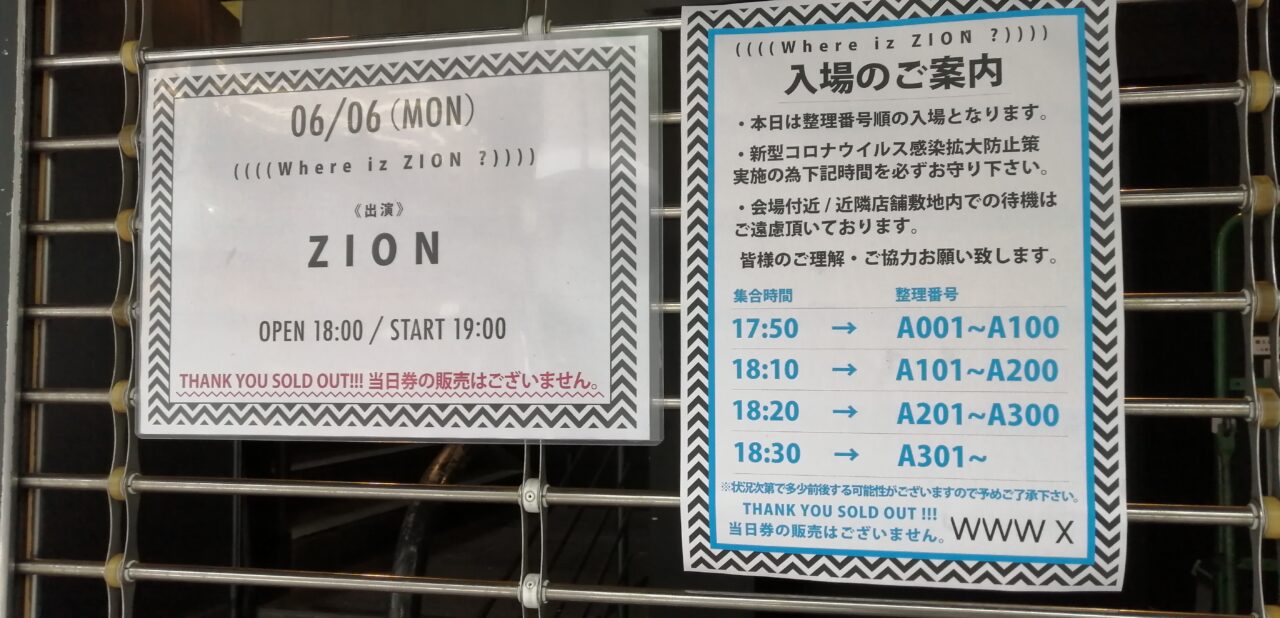 06/06 (MON)
((((Where iz ZION ?))))
《出演》
ZION
OPEN 18:00 / START 19:00
THANK YOU SOLD OUT!!! 当日券の販売はございません。
((((Where iz ZION ?))))
入場のご案内
・本日は整理番号順の入場となります。
・新型コロナウイルス感染拡大防止策
実施の為下記時間を必ずお守り下さい。
・会場付近 / 近隣店舗敷地内での待機は
ご遠慮頂いております。
皆様のご理解・ご協力お願い致します。
集合時間 整理番号
17:50 → A001~A100
18:10 → A101~A200
18:20 → A201~A300
18:30 → A301~
※状況次第で多少前後する可能性がございますので予めご了承下さい。
THANK YOU SOLD OUT !!!
当日券の販売はございません。 WWW X